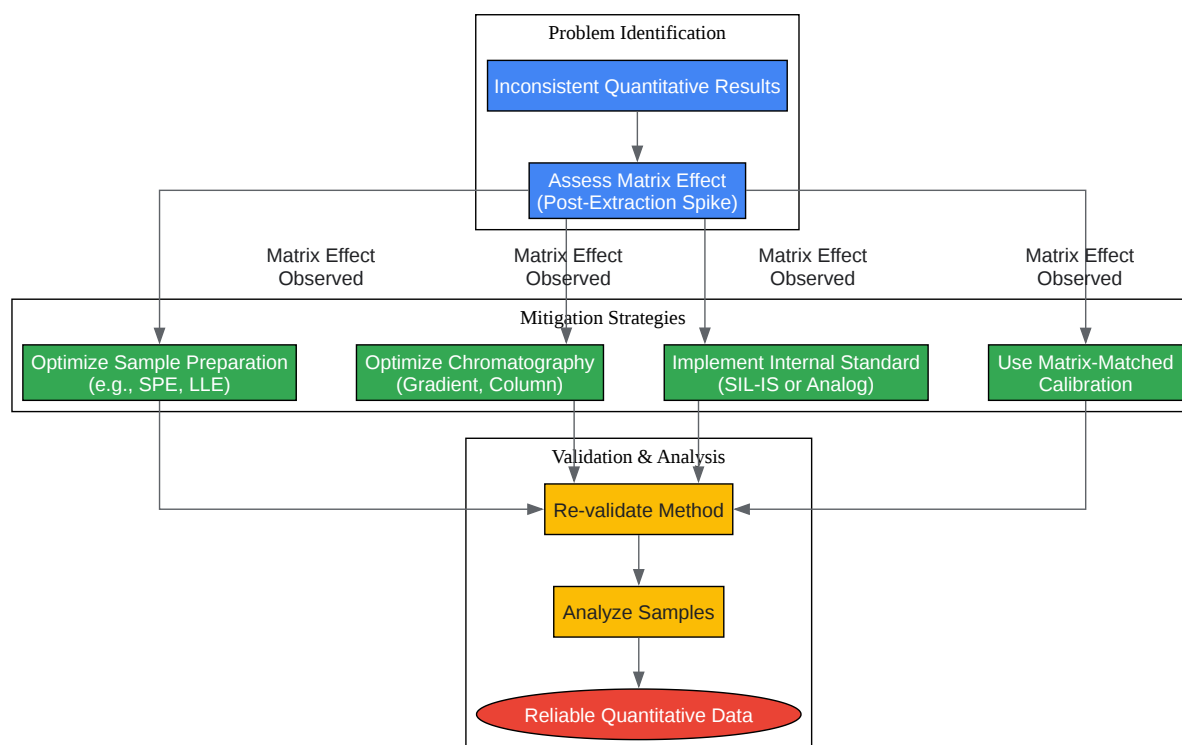 Problem Identification
Inconsistent Quantitative Results
Assess Matrix Effect
(Post-Extraction Spike)
Matrix Effect
Observed
Matrix Effect
Observed
Matrix Effect
Observed
Matrix Effect
Observed
Mitigation Strategies
Optimize Sample Preparation
(e.g., SPE, LLE)
Optimize Chromatography
(Gradient, Column)
Implement Internal Standard
(SIL-IS or Analog)
Use Matrix-Matched
Calibration
Validation & Analysis
Re-validate Method
Analyze Samples
Reliable Quantitative Data